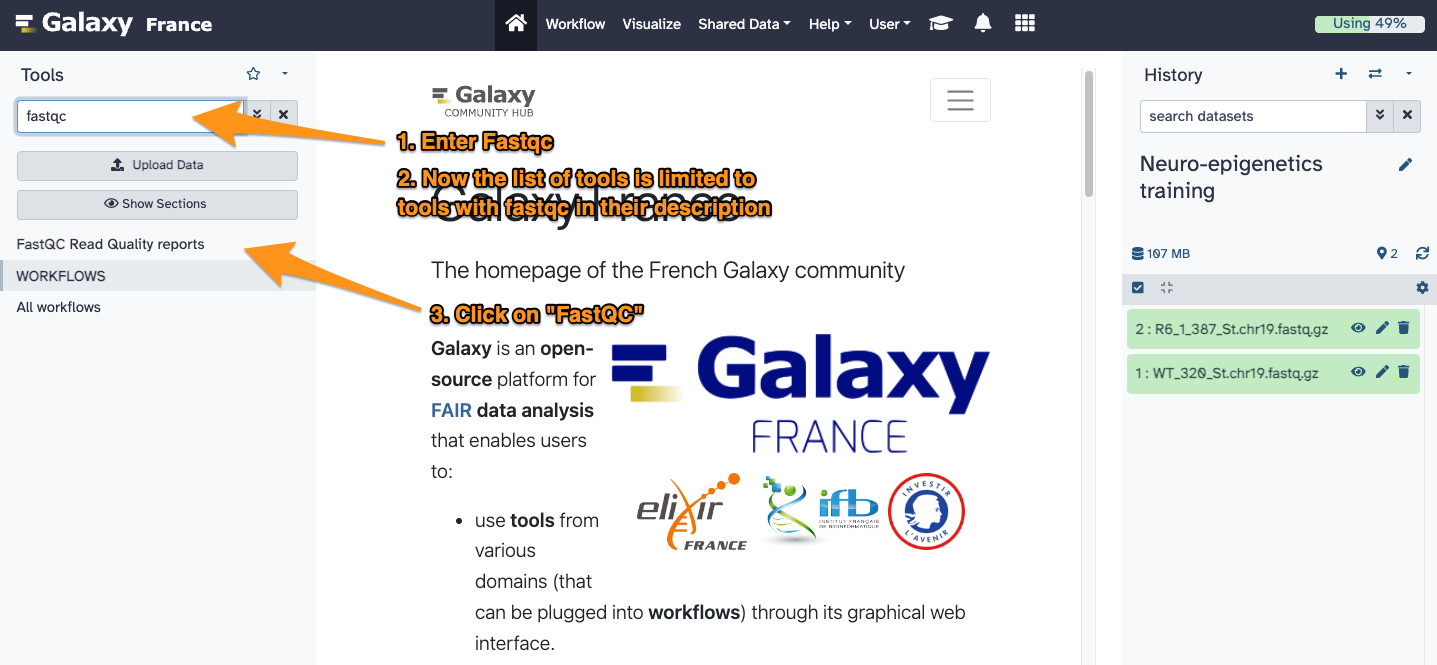 Galaxy France
Workflow Visualize Shared Data Help User
Using 49%
Tools
fastqc
Upload Data
Show Sections
FastQC Read Quality reports
WORKFLOWS
All workflows
Galaxy
COMMUNITY HUB
1. Enter Fastqc
2. Now the list of tools is limited to
tools with fastqc in their description
Galaxy France
The homepage of the French Galaxy community
3. Click on "FastQC"
Galaxy is an open-
source platform for
FAIR data analysis
that enables users
to:
• use tools from
various
domains (that
can be plugged into workflows) through its graphical web
interface.
Galaxy
FRANCE
elixir
FRANCE
ifb
INSTITUT FRANÇAIS
DE BIOINFORMATIQUE
INVESTIR
L'AVENIR
History
search datasets
Neuro-epigenetics
training
107 MB
2
2 : R6_1_387_St.chr19.fastq.gz
1 : WT_320_St.chr19.fastq.gz